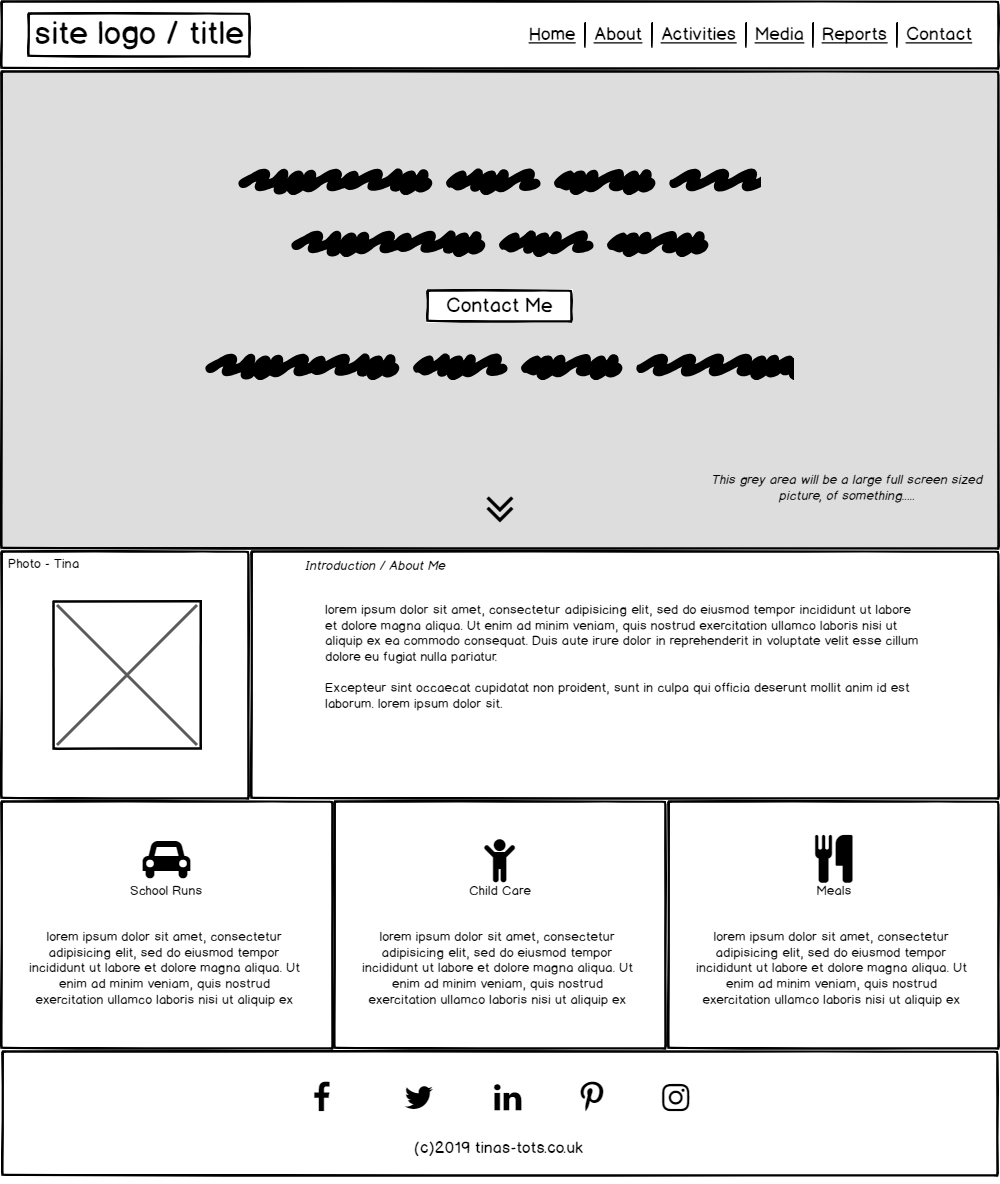 site logo / title
Home | About | Activities | Media | Reports | Contact
Contact Me
This grey area will be a large full screen sized
picture, of something.....
Photo - Tina
Introduction / About Me
lorem ipsum dolor sit amet, consectetur adipisicing elit, sed do eiusmod tempor incididunt ut labore
et dolore magna aliqua. Ut enim ad minim veniam, quis nostrud exercitation ullamco laboris nisi ut
aliquip ex ea commodo consequat. Duis aute irure dolor in reprehenderit in voluptate velit esse cillum
dolore eu fugiat nulla pariatur.
Excepteur sint occaecat cupidatat non proident, sunt in culpa qui officia deserunt mollit anim id est
laborum. lorem ipsum dolor sit.
School Runs
lorem ipsum dolor sit amet, consectetur
adipisicing elit, sed do eiusmod tempor
incididunt ut labore et dolore magna aliqua. Ut
enim ad minim veniam, quis nostrud
exercitation ullamco laboris nisi ut aliquip ex
Child Care
lorem ipsum dolor sit amet, consectetur
adipisicing elit, sed do eiusmod tempor
incididunt ut labore et dolore magna aliqua. Ut
enim ad minim veniam, quis nostrud
exercitation ullamco laboris nisi ut aliquip ex
Meals
lorem ipsum dolor sit amet, consectetur
adipisicing elit, sed do eiusmod tempor
incididunt ut labore et dolore magna aliqua. Ut
enim ad minim veniam, quis nostrud
exercitation ullamco laboris nisi ut aliquip ex
(c)2019 tinas-tots.co.uk